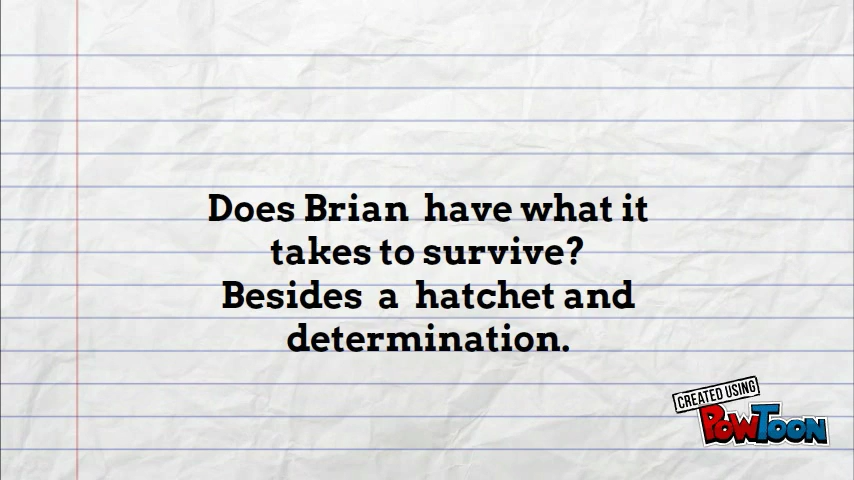 Does Brian have what it
takes to survive?
Besides a hatchet and
determination.
CREATED USING
POWTOON